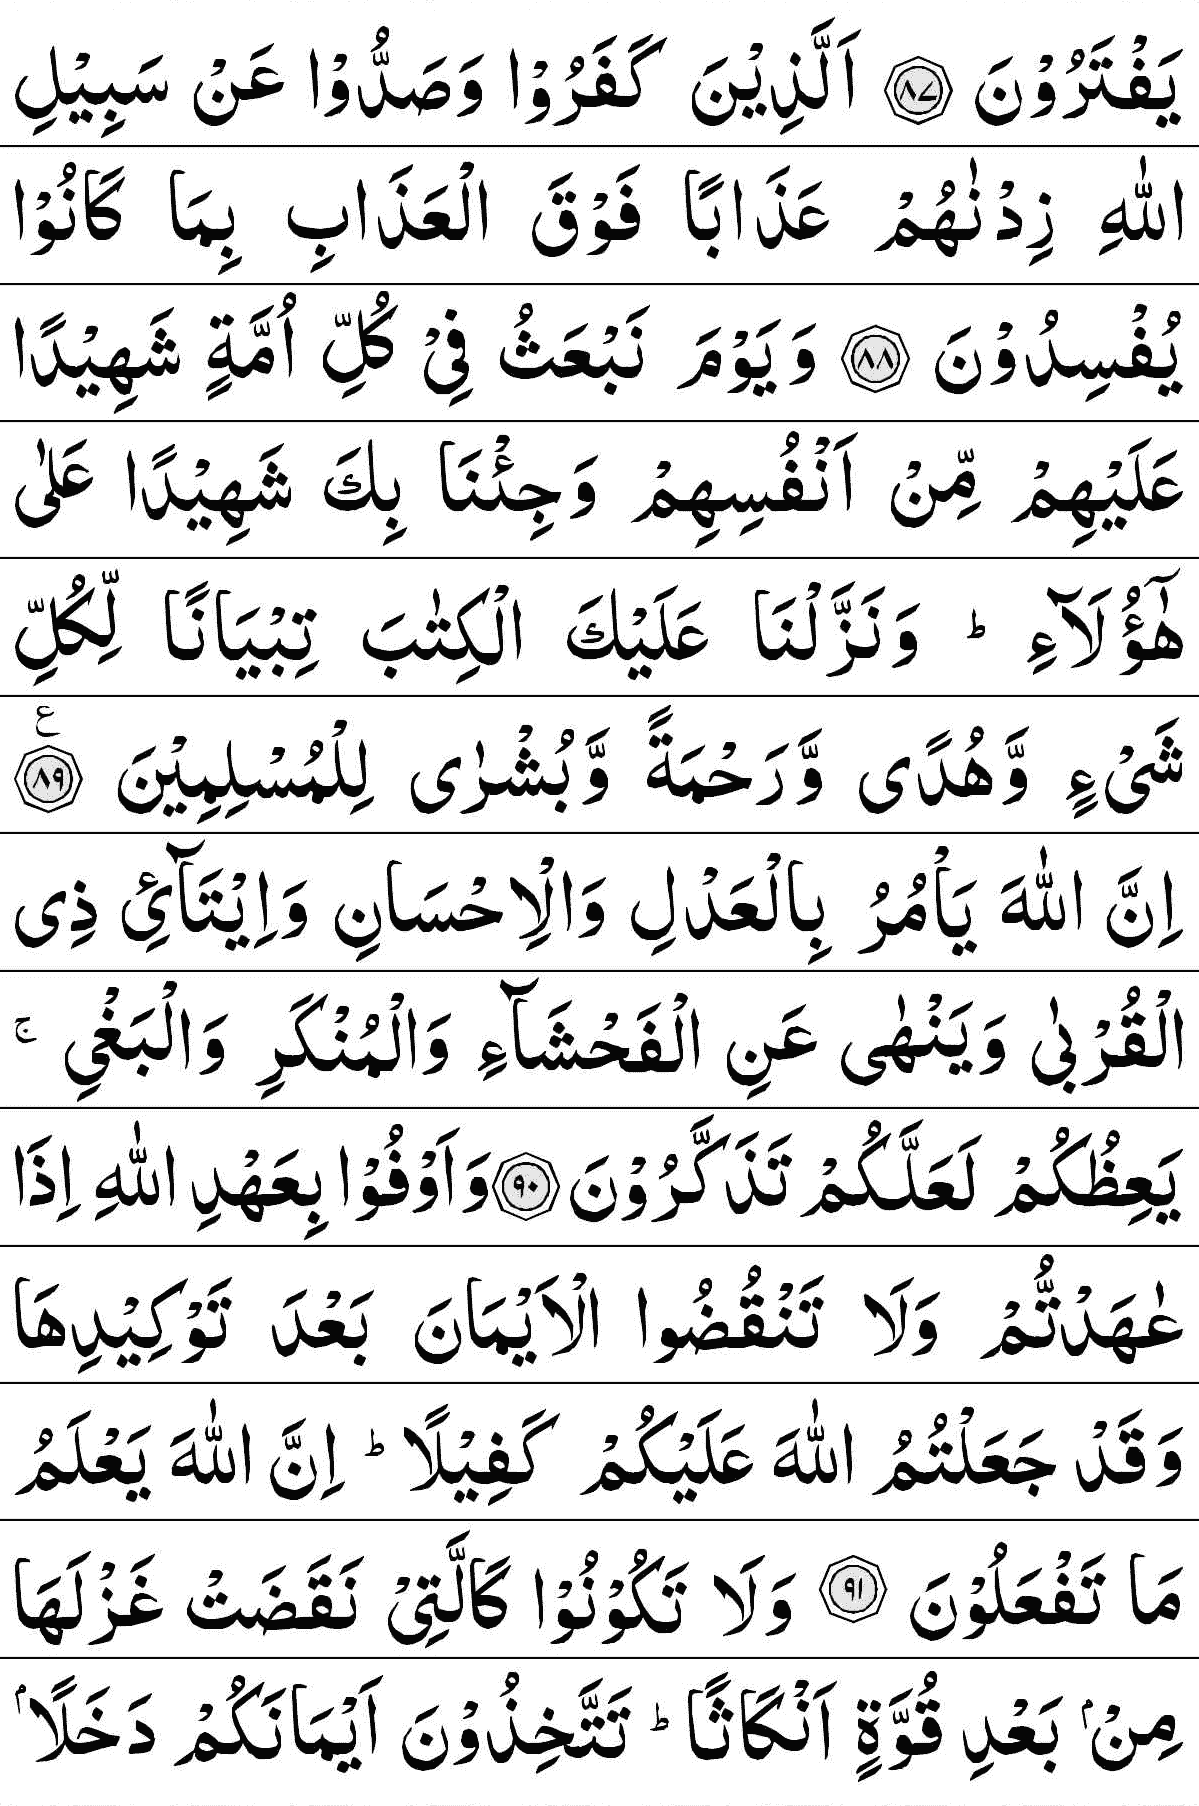 يَفْتَرُوْنَ ﴿٨٧﴾ اَلَّذِيْنَ كَفَرُوْا وَصَدُّوْا عَنْ سَبِيْلِ
اللّٰهِ زِدْنٰهُمْ عَذَابًا فَوْقَ الْعَذَابِ بِمَا كَانُوْا
يُفْسِدُوْنَ ﴿٨٨﴾ وَيَوْمَ نَبْعَثُ فِيْ كُلِّ اُمَّةٍ شَهِيْدًا
عَلَيْهِمْ مِّنْ اَنْفُسِهِمْ وَجِئْنَا بِكَ شَهِيْدًا عَلٰى
هٰٓؤُلَآءِ ؕ وَنَزَّلْنَا عَلَيْكَ الْكِتٰبَ تِبْيَانًا لِّكُلِّ
شَىْءٍ وَّهُدًى وَّرَحْمَةً وَّبُشْرٰى لِلْمُسْلِمِيْنَ ﴿٨٩﴾ ع
اِنَّ اللّٰهَ يَاْمُرُ بِالْعَدْلِ وَالْاِحْسَانِ وَاِيْتَآئِ ذِى
الْقُرْبٰى وَيَنْهٰى عَنِ الْفَحْشَآءِ وَالْمُنْكَرِ وَالْبَغْيِ ۚ
يَعِظُكُمْ لَعَلَّكُمْ تَذَكَّرُوْنَ ﴿٩٠﴾ وَاَوْفُوْا بِعَهْدِ اللّٰهِ اِذَا
عٰهَدْتُّمْ وَلَا تَنْقُضُوا الْاَيْمَانَ بَعْدَ تَوْكِيْدِهَا
وَقَدْ جَعَلْتُمُ اللّٰهَ عَلَيْكُمْ كَفِيْلًا ؕ اِنَّ اللّٰهَ يَعْلَمُ
مَا تَفْعَلُوْنَ ﴿٩١﴾ وَلَا تَكُوْنُوْا كَالَّتِيْ نَقَضَتْ غَزْلَهَا
مِنْۢ بَعْدِ قُوَّةٍ اَنْكَاثًا ؕ تَتَّخِذُوْنَ اَيْمَانَكُمْ دَخَلًاۢ